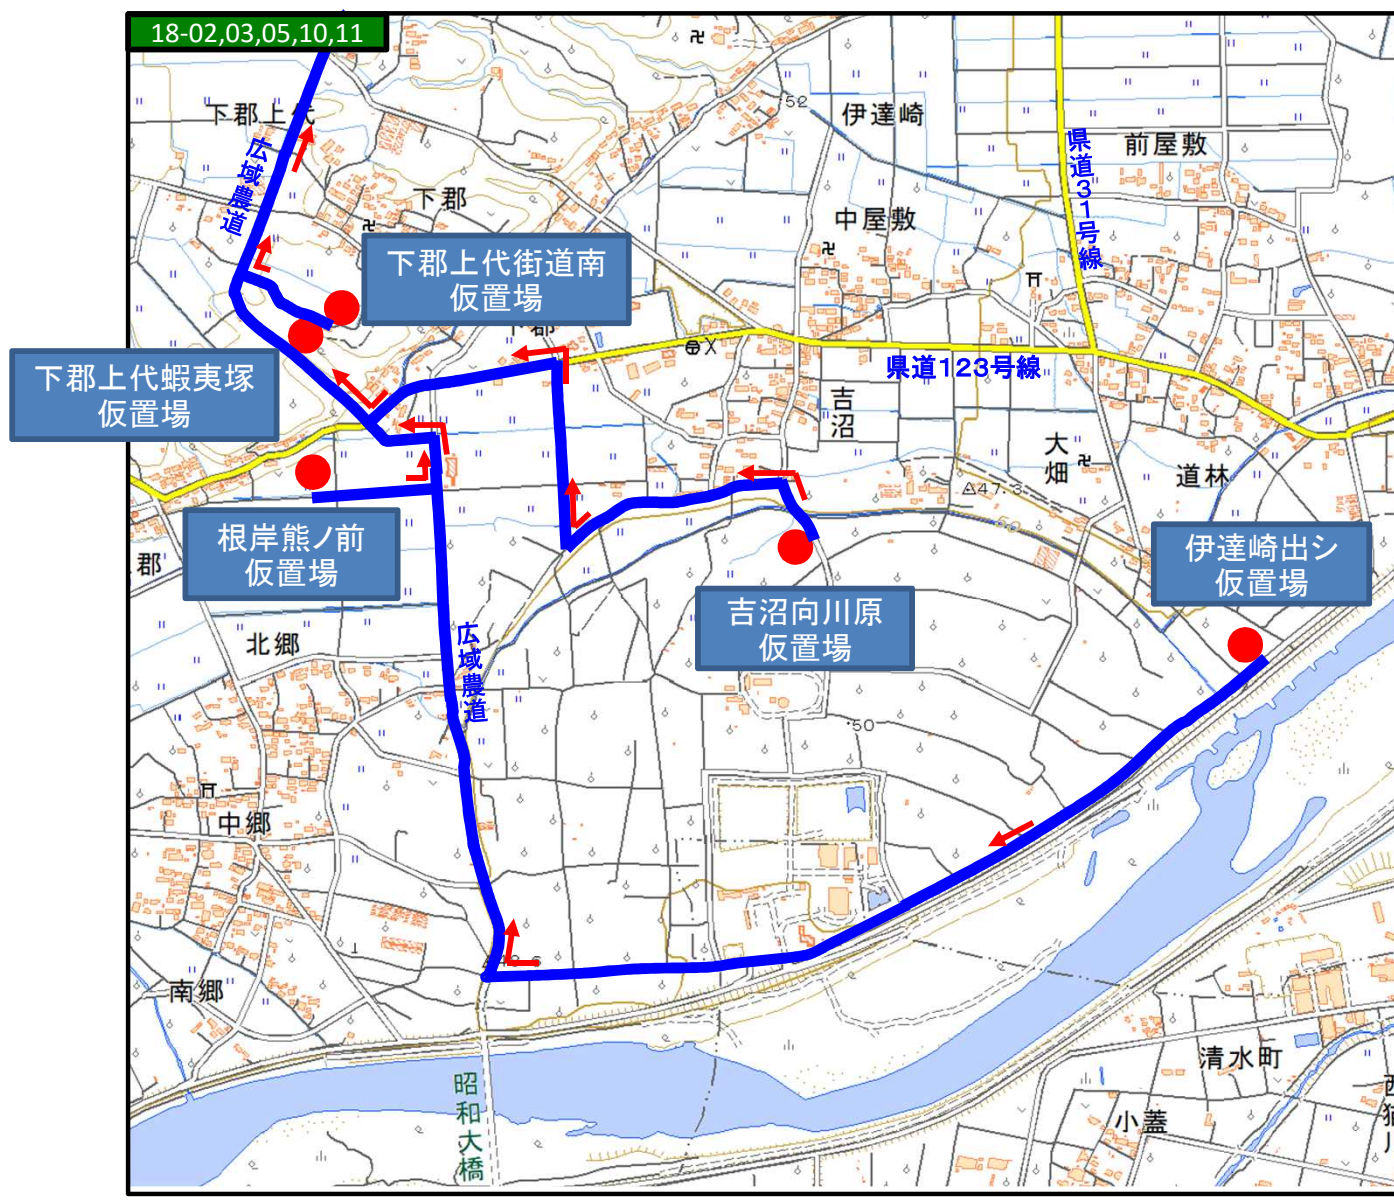 18-02,03,05,10,11
下郡上代
広域農道
下郡
52
伊達崎
県道31号線
前屋敷
中屋敷
下郡上代街道南
仮置場
下郡
県道123号線
下郡上代蝦夷塚
仮置場
吉沼
大畑
道林
47.3
50
根岸熊ノ前
仮置場
郡
伊達崎出シ
仮置場
吉沼向川原
仮置場
北郷
広域農道
・50
中郷
南郷
昭和大橋
清水町
小蓋